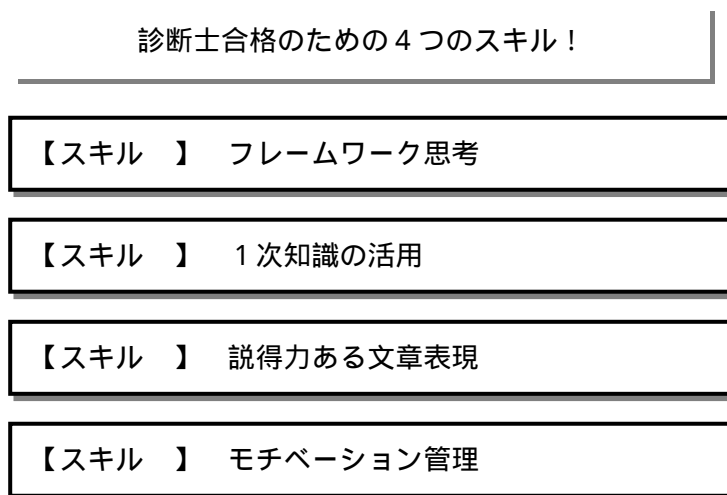 診断士合格のための４つのスキル！
【スキル　】　フレームワーク思考
【スキル　】　１次知識の活用
【スキル　】　説得力ある文章表現
【スキル　】　モチベーション管理